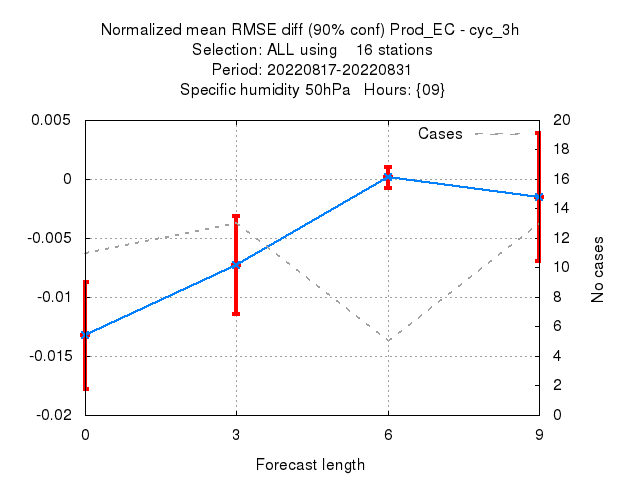 Normalized mean RMSE diff (90% conf) Prod_EC - cyc_3h
Selection: ALL using    16 stations
Period: 20220817-20220831
Specific humidity 50hPa   Hours: {09}
0.005
0
-0.005
-0.01
-0.015
-0.02
Cases
20
18
16
14
12
10
8
6
4
2
0
No cases
0 3 6 9
Forecast length